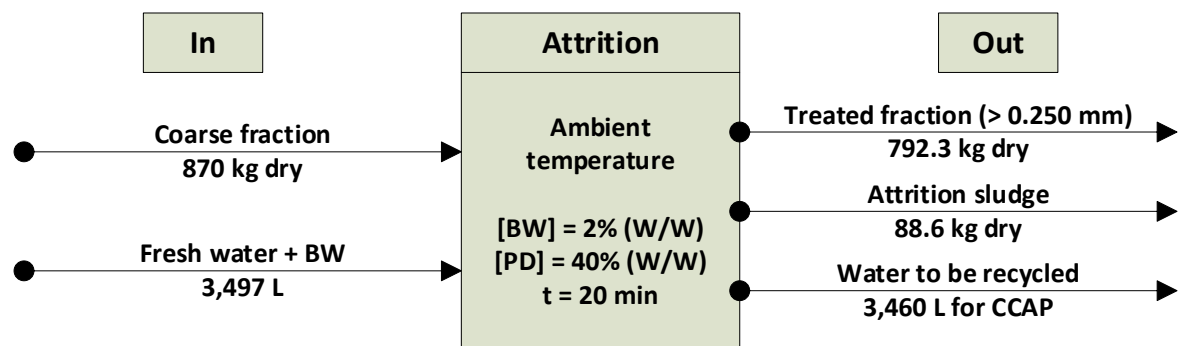 In
Attrition
Out
Coarse fraction
870 kg dry
Fresh water + BW
3,497 L
Ambient
temperature
[BW] = 2% (W/W)
[PD] = 40% (W/W)
t = 20 min
Treated fraction (> 0.250 mm)
792.3 kg dry
Attrition sludge
88.6 kg dry
Water to be recycled
3,460 L for CCAP